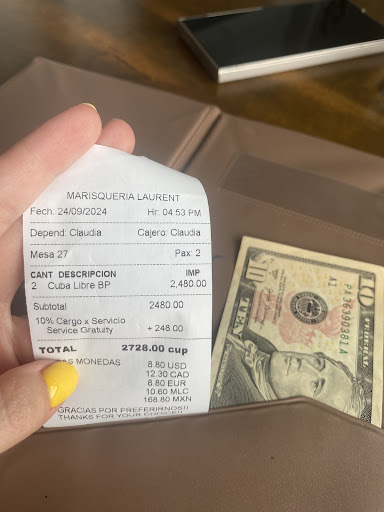 MARISQUERIA LAURENT
Fech: 24/09/2024 Hr: 04:53 PM
Depend: Claudia Cajero: Claudia
Mesa 27 Pax: 2
CANT DESCRIPCION IMP
2 Cuba Libre BP 2,480.00
Subtotal 2480.00
10% Cargo x Servicio
Service Gratuity + 248.00
TOTAL 2728.00 cup
MONEDAS 8.80 USD
12.30 CAD
8.80 EUR
10.60 MLC
168.80 MXN
GRACIAS POR PREFERIRNOS!!
THANKS FOR YOUR CHOICE!!
10
A1
TEN
FEDERAL